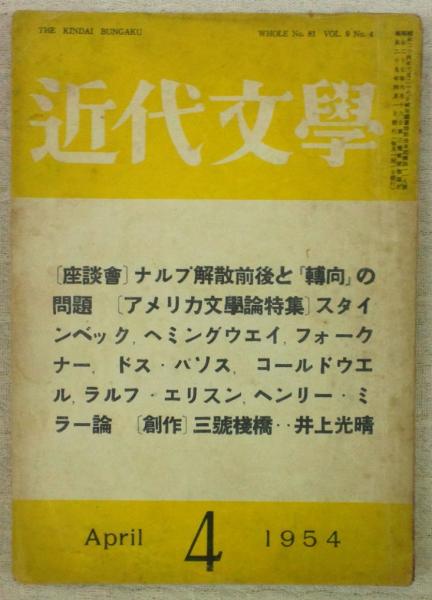 THE KINDAI BUNGAKU
WHOLE No. 81 VOL. 9 No. 4
近代文學
〔座談會〕ナルプ解散前後と「轉向」の
問題 〔アメリカ文學論特集〕スタイ
ンベック, ヘミングウエイ, フォーク
ナー, ドス・パソス, コールドウエ
ル, ラルフ・エリスン, ヘンリー・ミ
ラー論 〔創作〕三號棧橋‥井上光晴
April 4 1954